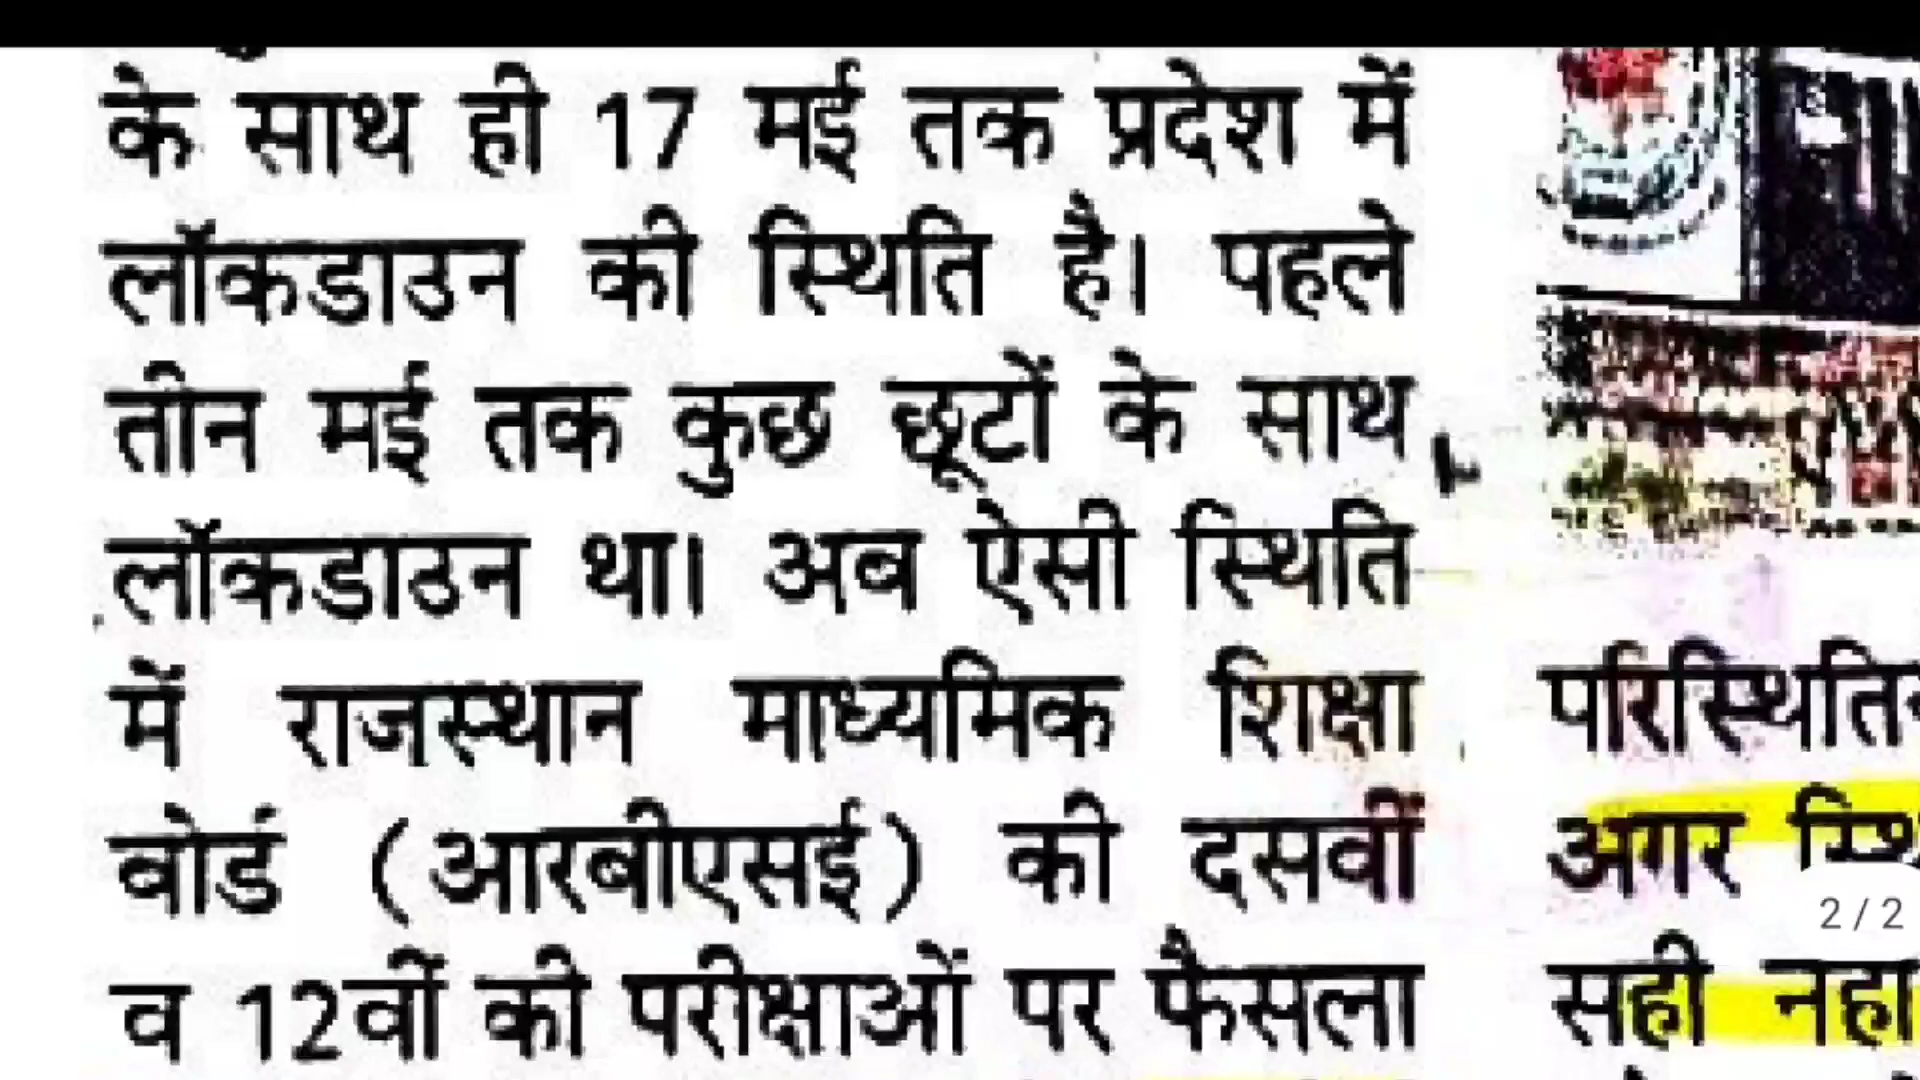 के साथ ही 17 मई तक प्रदेश में
लॉकडाउन की स्थिति है। पहले
तीन मई तक कुछ छूटों के साथ
लॉकडाउन था। अब ऐसी स्थिति
में राजस्थान माध्यमिक शिक्षा
बोर्ड (आरबीएसई) की दसवीं
व 12वीं की परीक्षाओं पर फैसला
अगर
2 / 2
सही